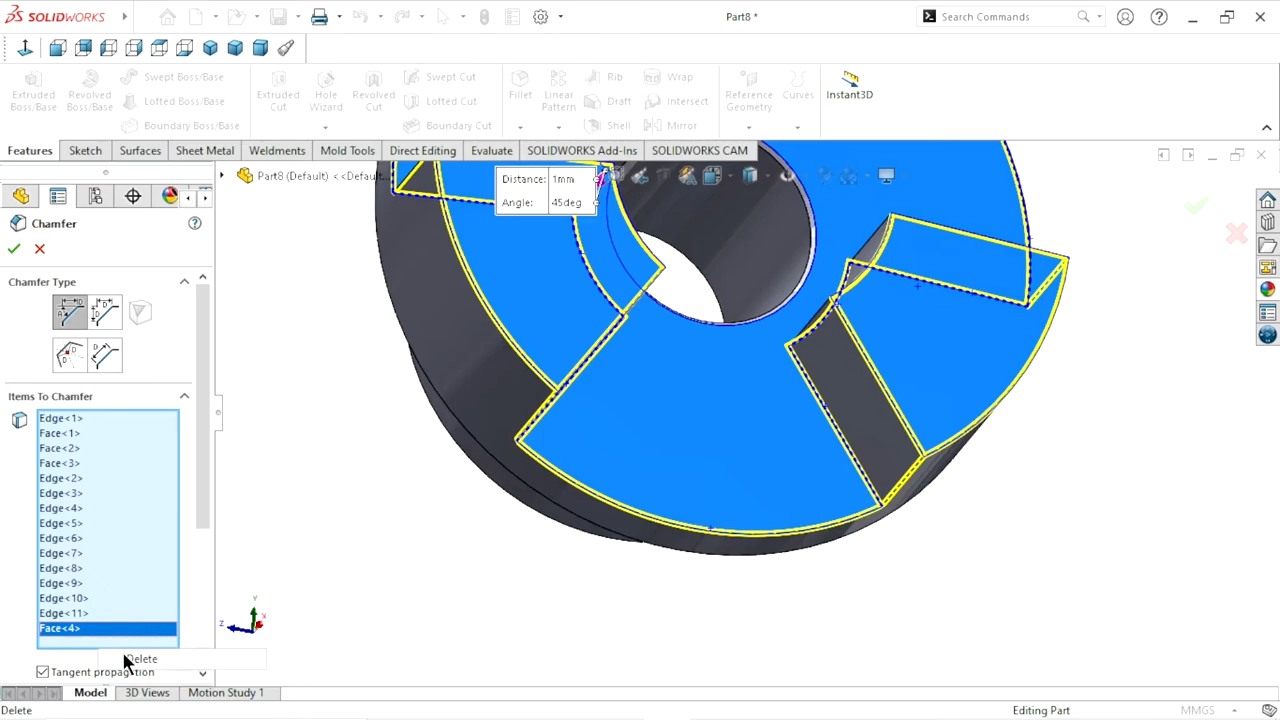 SOLIDWORKS
Part8 *
Search Commands
Extruded Boss/Base
Revolved Boss/Base
Swept Boss/Base
Lofted Boss/Base
Boundary Boss/Base
Extruded Cut
Hole Wizard
Revolved Cut
Swept Cut
Lofted Cut
Boundary Cut
Fillet
Linear Pattern
Rib
Draft
Shell
Wrap
Intersect
Mirror
Reference Geometry
Curves
Instant3D
Features
Sketch
Surfaces
Sheet Metal
Weldments
Mold Tools
Direct Editing
Evaluate
SOLIDWORKS Add-Ins
SOLIDWORKS CAM
Part8 (Default) <<Default...
Distance: 1mm
Angle: 45deg
Chamfer
Chamfer Type
Items To Chamfer
Edge<1>
Face<1>
Face<2>
Face<3>
Edge<2>
Edge<3>
Edge<4>
Edge<5>
Edge<6>
Edge<7>
Edge<8>
Edge<9>
Edge<10>
Edge<11>
Face<4>
Delete
Tangent propagation
Y
Z
X
Model
3D Views
Motion Study 1
Delete
Editing Part
MMGS